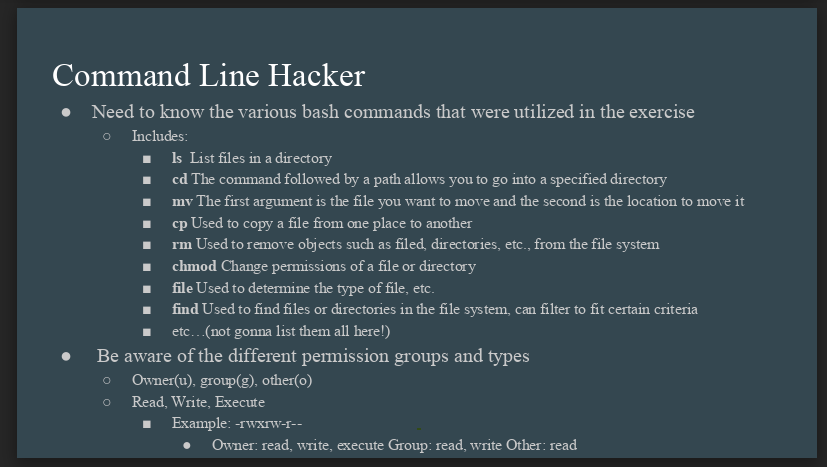 Command Line Hacker
● Need to know the various bash commands that were utilized in the exercise
○ Includes:
■ ls List files in a directory
■ cd The command followed by a path allows you to go into a specified directory
■ mv The first argument is the file you want to move and the second is the location to move it
■ cp Used to copy a file from one place to another
■ rm Used to remove objects such as filed, directories, etc., from the file system
■ chmod Change permissions of a file or directory
■ file Used to determine the type of file, etc.
■ find Used to find files or directories in the file system, can filter to fit certain criteria
■ etc…(not gonna list them all here!)
● Be aware of the different permission groups and types
○ Owner(u), group(g), other(o)
○ Read, Write, Execute
■ Example: -rwxrw-r--
● Owner: read, write, execute Group: read, write Other: read